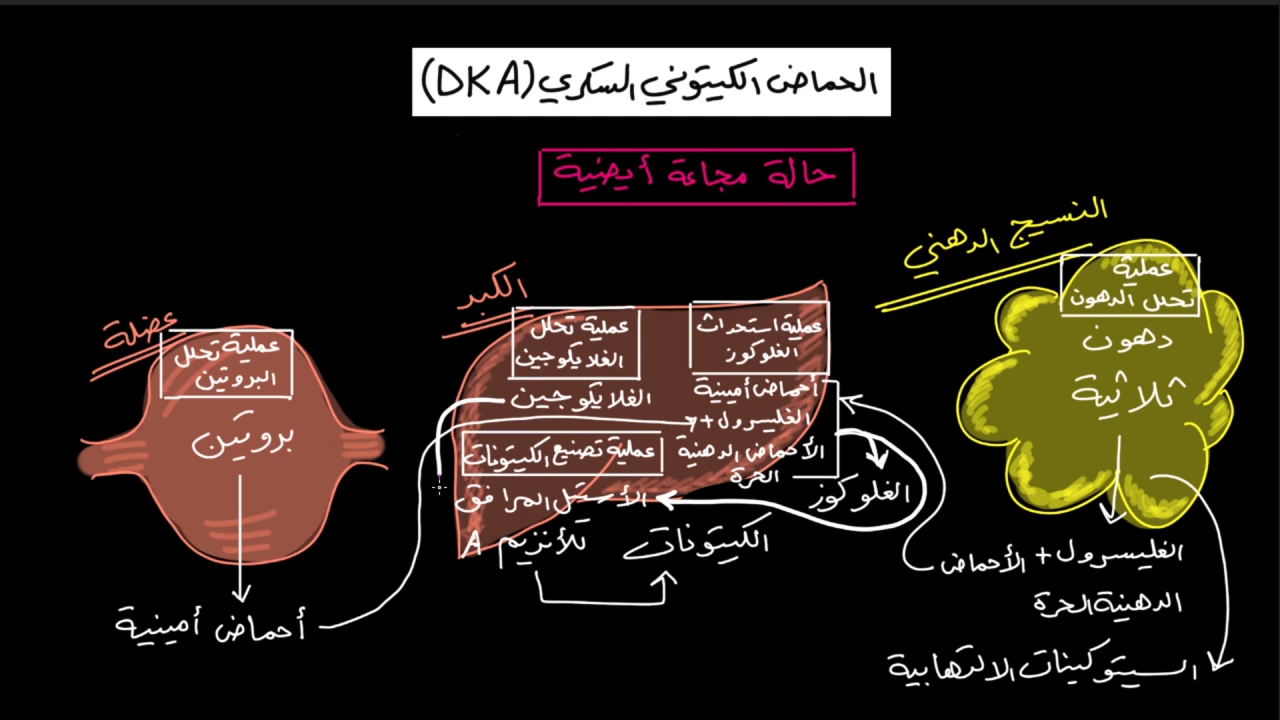 الحماض الكيتوني السكري (DKA)
حالة مجاعة أيضية
النسيج الدهني
عملية
تحلل الدهون
دهون
ثلاثية
الغليسرول + الأحماض
الدهنية الحرة
السيتوكينات الالتهابية
الكبد
عملية استحداث
الغلوكوز
أحماض أمينية
الغليسرول +
الأحماض الدهنية
الحرة
الغلوكوز
عملية تحلل
الغلايكوجين
الغلايكوجين
عملية تصنيع الكيتونات
الأستيل المرافق
للأنزيم A
الكيتونات
عضلة
عملية تحلل
البروتين
بروتين
أحماض أمينية